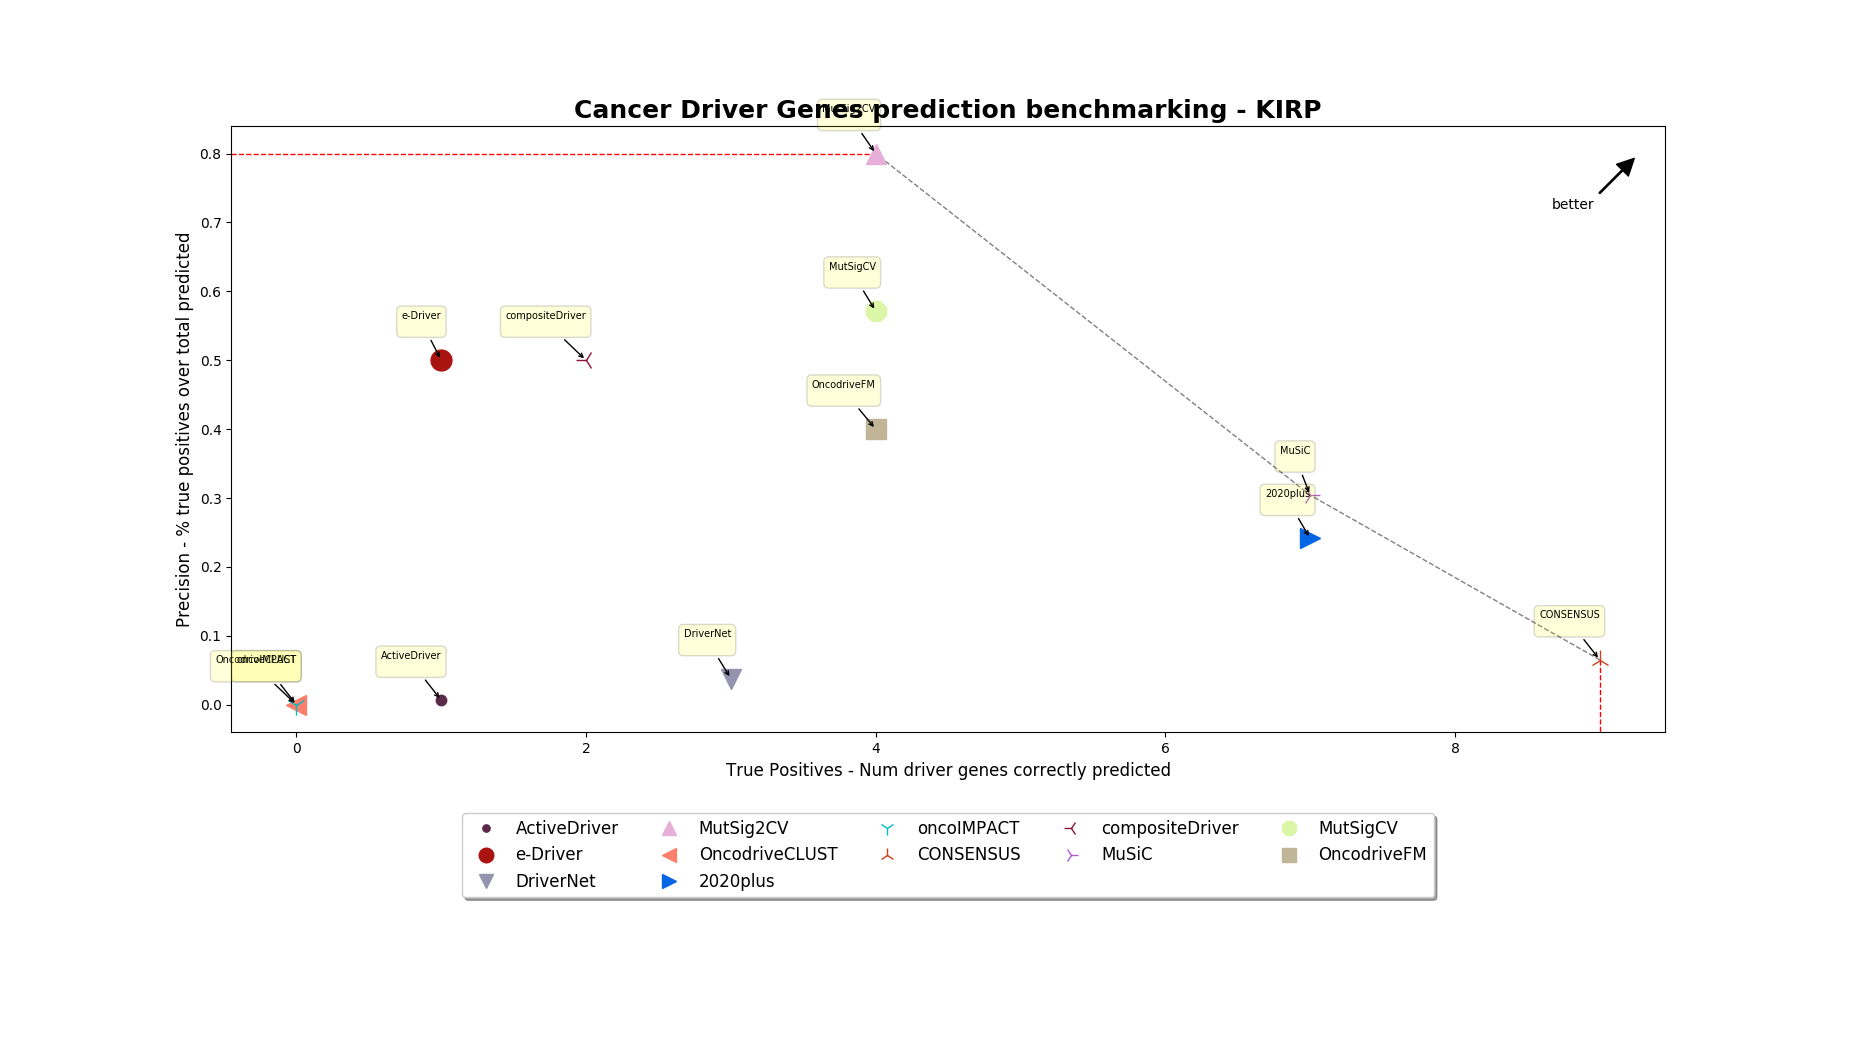 Cancer Driver Genes prediction benchmarking - KIRP
0.8
0.7
0.6
0.5
0.4
0.3
0.2
0.1
0.0
Precision - % true positives over total predicted
better
MutSigCV
e-Driver
compositeDriver
OncodriveFM
MuSiC
2020plus
CONSENSUS
DriverNet
ActiveDriver
0
2
4
6
8
True Positives - Num driver genes correctly predicted
ActiveDriver
e-Driver
DriverNet
MutSig2CV
OncodriveCLUST
2020plus
oncoIMPACT
CONSENSUS
compositeDriver
MuSiC
MutSigCV
OncodriveFM